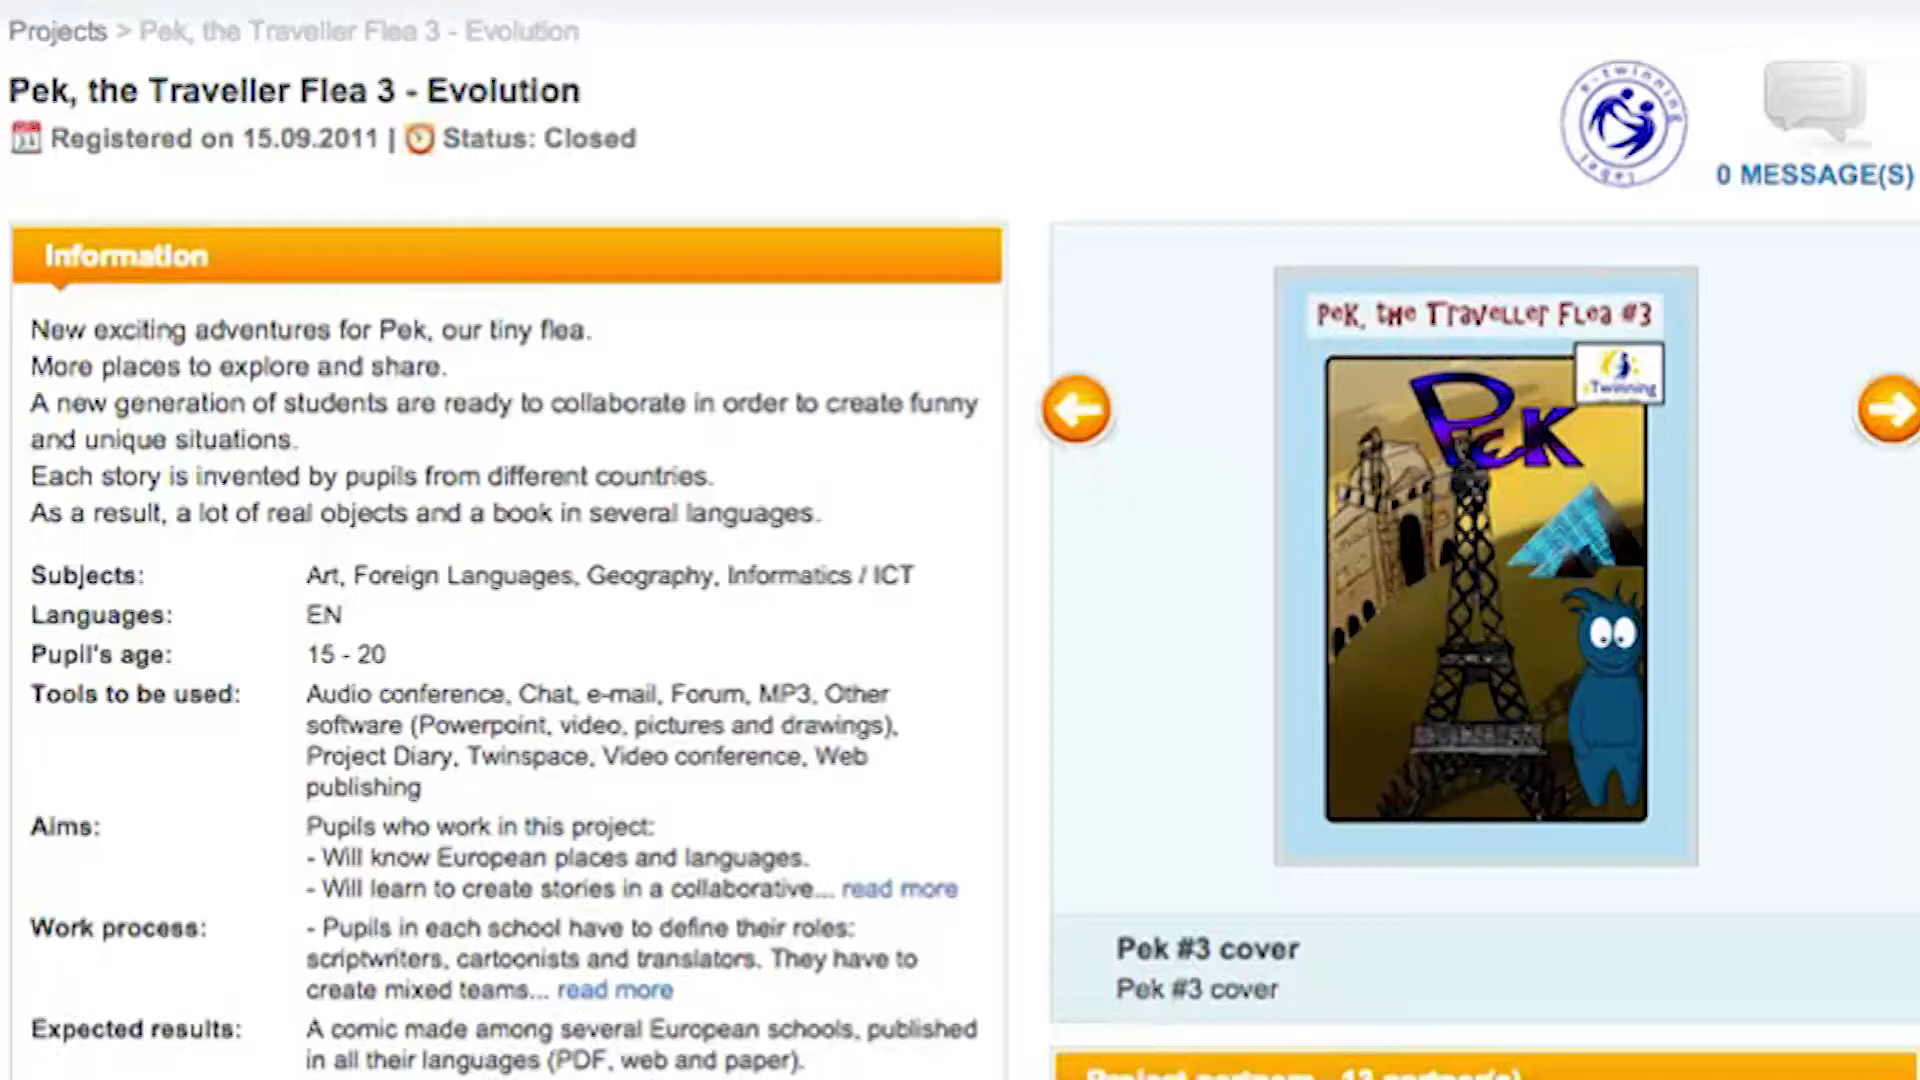 Projects > Pek, the Traveller Flea 3 - Evolution
Pek, the Traveller Flea 3 - Evolution
Registered on 15.09.2011 | Status: Closed
e-twinning
label
0 MESSAGE(S)
Information
New exciting adventures for Pek, our tiny flea.
More places to explore and share.
A new generation of students are ready to collaborate in order to create funny
and unique situations.
Each story is invented by pupils from different countries.
As a result, a lot of real objects and a book in several languages.
Subjects: Art, Foreign Languages, Geography, Informatics / ICT
Languages: EN
Pupil's age: 15 - 20
Tools to be used: Audio conference, Chat, e-mail, Forum, MP3, Other
software (Powerpoint, video, pictures and drawings),
Project Diary, Twinspace, Video conference, Web
publishing
Aims: Pupils who work in this project:
- Will know European places and languages.
- Will learn to create stories in a collaborative... read more
Work process: - Pupils in each school have to define their roles:
scriptwriters, cartoonists and translators. They have to
create mixed teams... read more
Expected results: A comic made among several European schools, published
in all their languages (PDF, web and paper).
Pek, the Traveller Flea #3
eTwinning
Pek
Pek #3 cover
Pek #3 cover
Project partners - 13 partner(s)